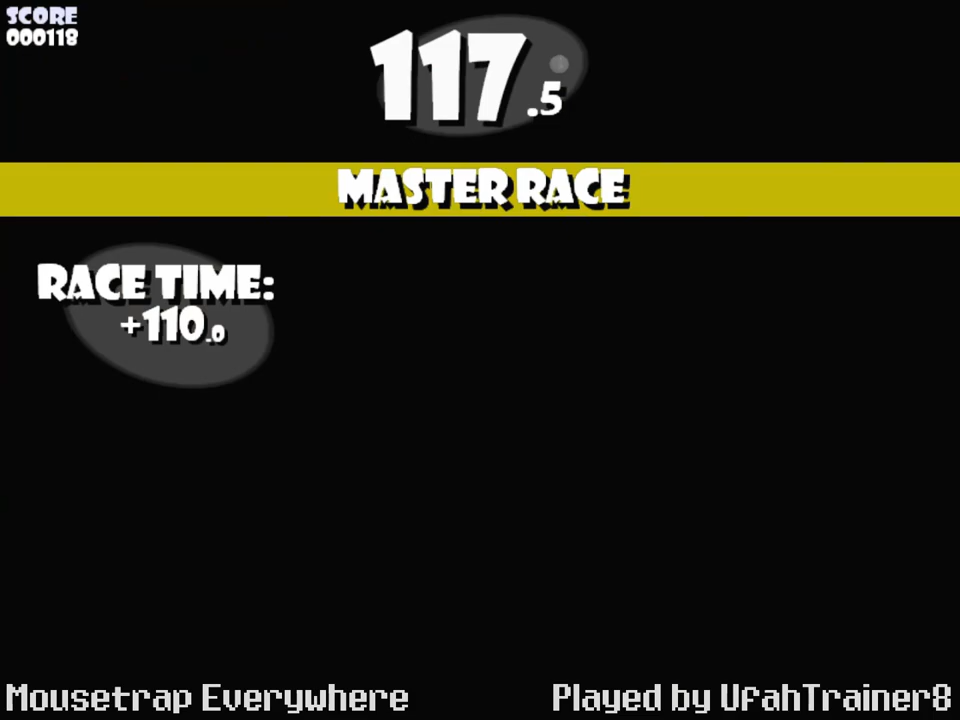 SCORE
000118
117.5
MASTER RACE
RACE TIME:
+110.0
Mousetrap Everywhere
Played by UfahTrainer8